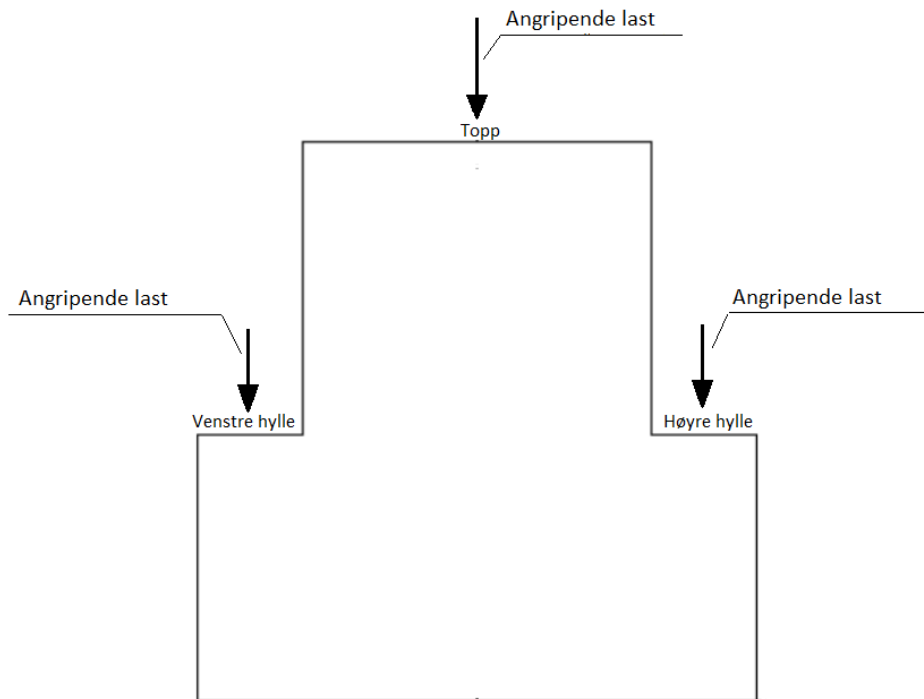 Angripende last
Topp
Angripende last
Angripende last
Venstre hylle
Høyre hylle